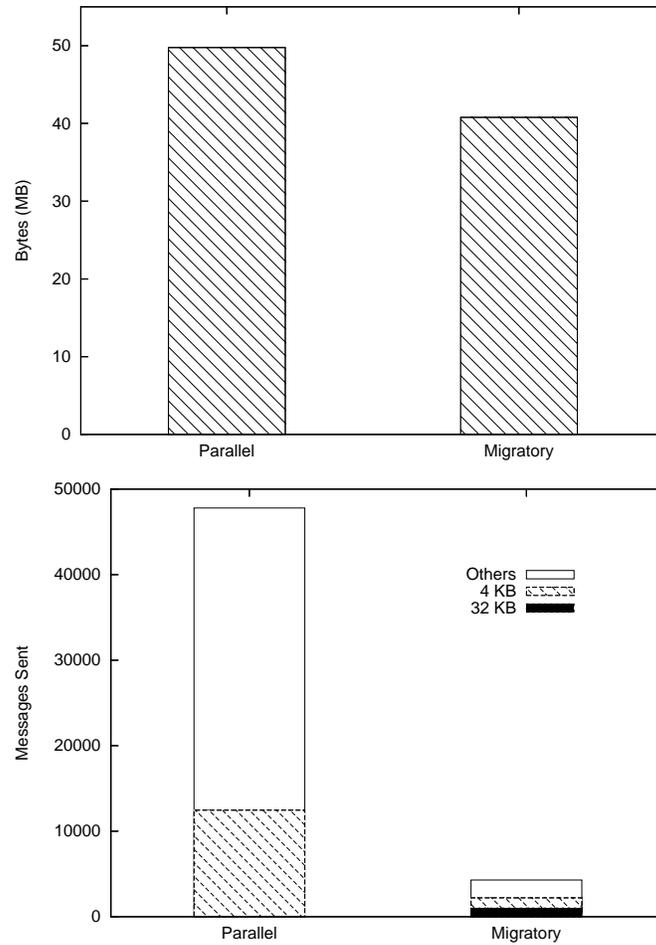 50
40
30
20
10
0
Bytes (MB)
Parallel Migratory
50000
40000
30000
20000
10000
0
Messages Sent
Others
4 KB
32 KB
Parallel Migratory